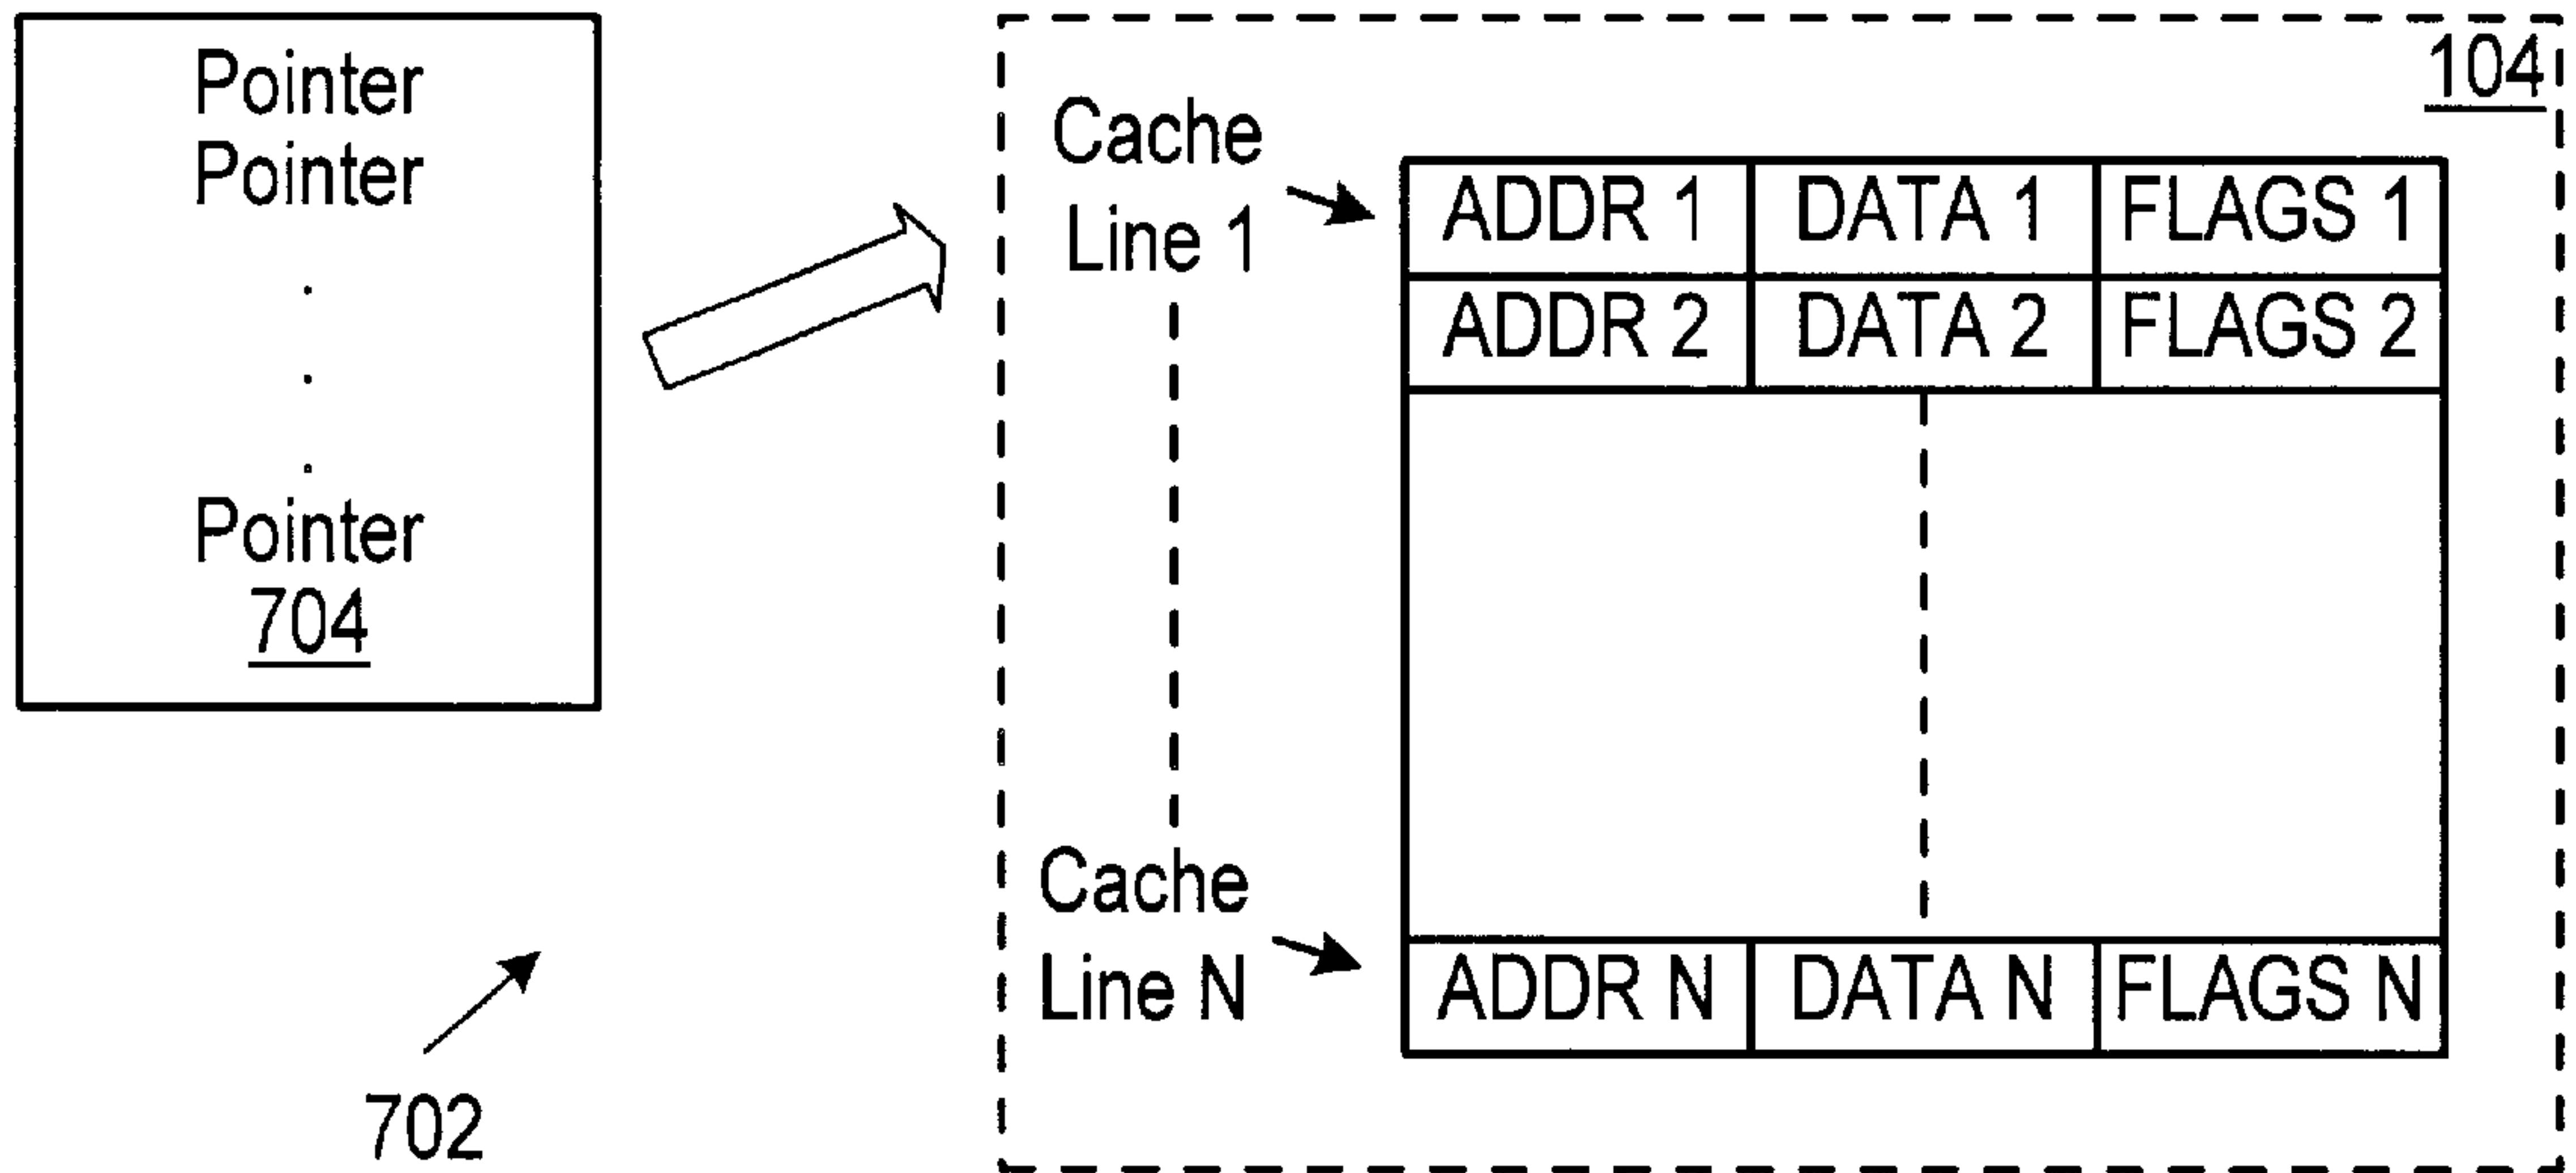 Pointer
Pointer
.
.
.
Pointer
704
702
104
Cache
Line 1
ADDR 1 DATA 1 FLAGS 1
ADDR 2 DATA 2 FLAGS 2
Cache
Line N
ADDR N DATA N FLAGS N